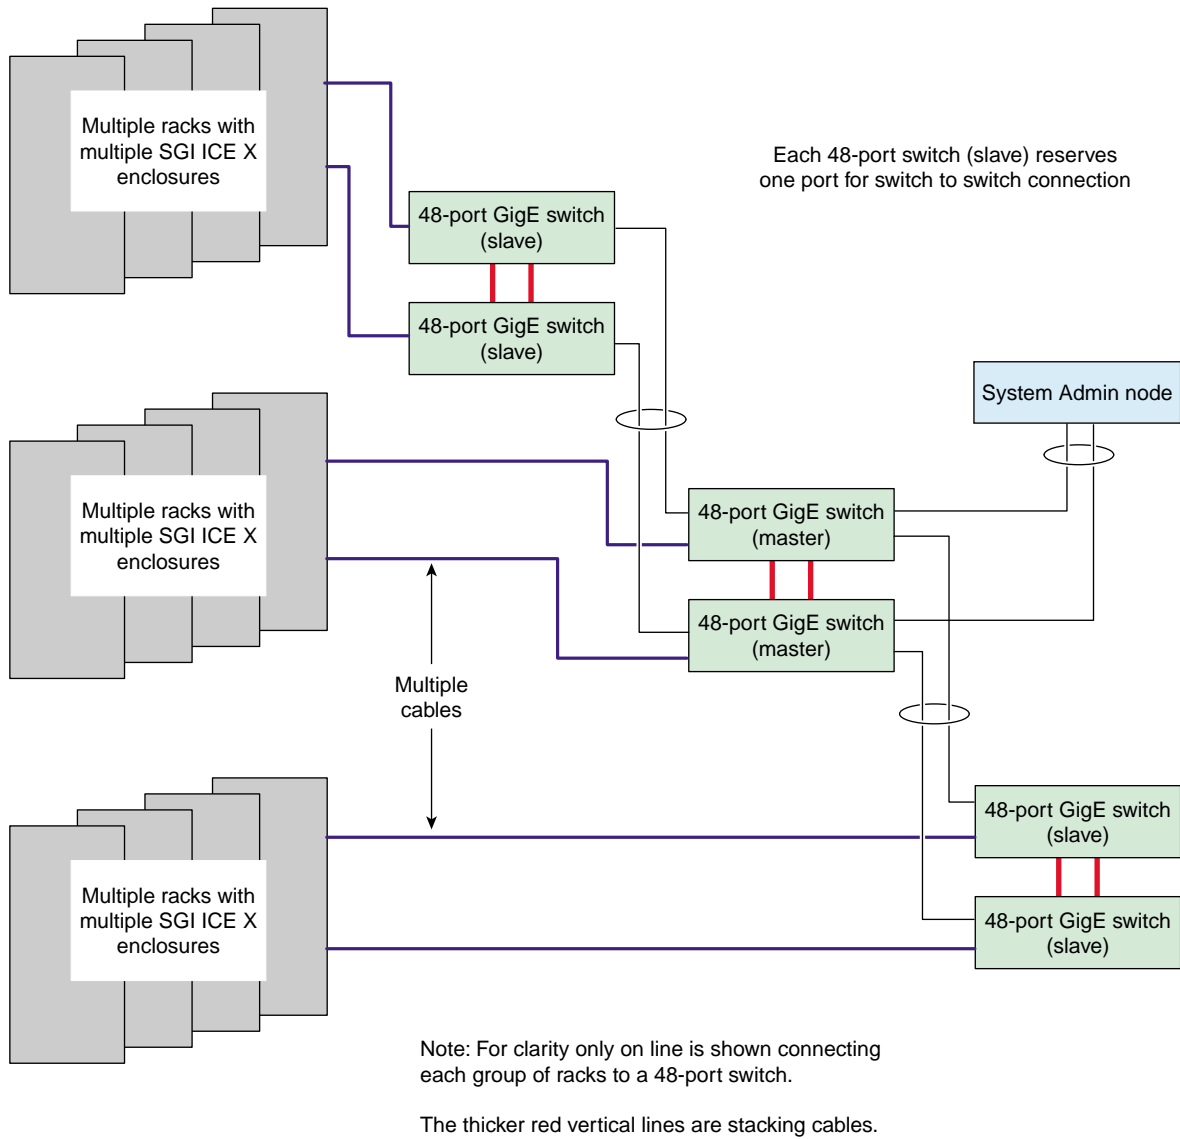 Multiple racks with
multiple SGI ICE X
enclosures
Each 48-port switch (slave) reserves
one port for switch to switch connection
48-port GigE switch
(slave)
48-port GigE switch
(slave)
System Admin node
Multiple racks with
multiple SGI ICE X
enclosures
48-port GigE switch
(master)
48-port GigE switch
(master)
Multiple
cables
48-port GigE switch
(slave)
Multiple racks with
multiple SGI ICE X
enclosures
48-port GigE switch
(slave)
Note: For clarity only on line is shown connecting
each group of racks to a 48-port switch.
The thicker red vertical lines are stacking cables.